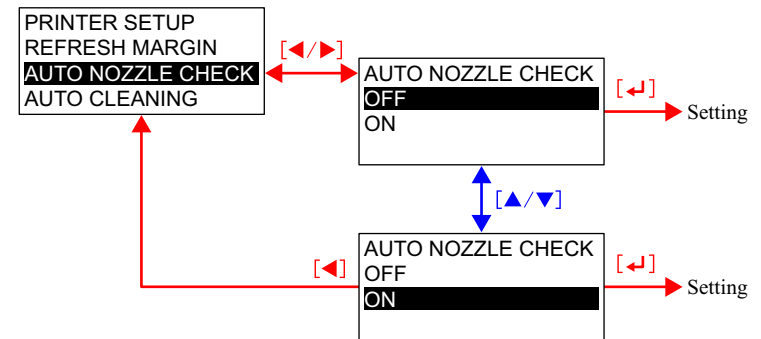 PRINTER SETUP
REFRESH MARGIN
AUTO NOZZLE CHECK
AUTO CLEANING
[◀/▶]
AUTO NOZZLE CHECK
OFF
ON
[↵]
Setting
[▲/▼]
AUTO NOZZLE CHECK
OFF
ON
[◀]
[↵]
Setting